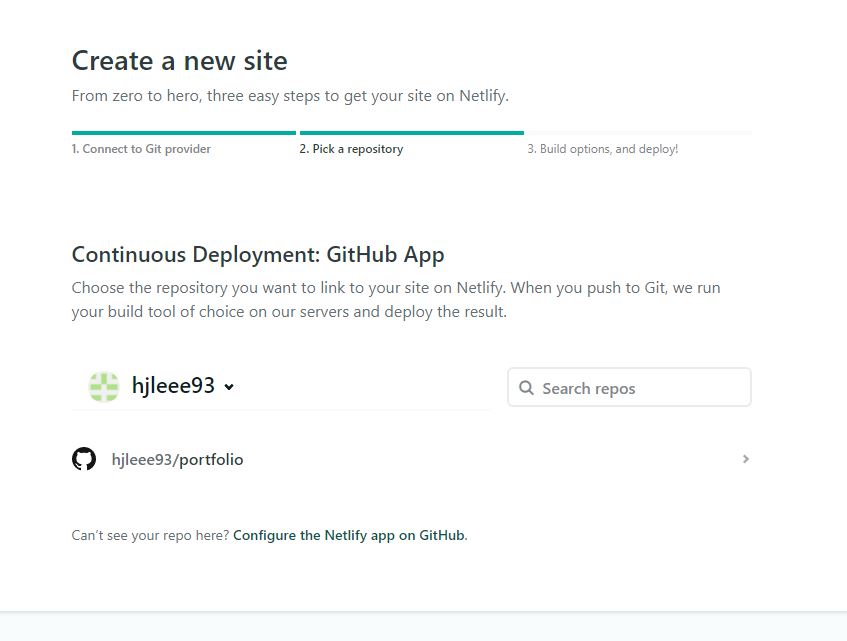 Create a new site
From zero to hero, three easy steps to get your site on Netlify.
1. Connect to Git provider
2. Pick a repository
3. Build options, and deploy!
Continuous Deployment: GitHub App
Choose the repository you want to link to your site on Netlify. When you push to Git, we run
your build tool of choice on our servers and deploy the result.
hjleee93
Search repos
hjleee93/portfolio
Can't see your repo here? Configure the Netlify app on GitHub.